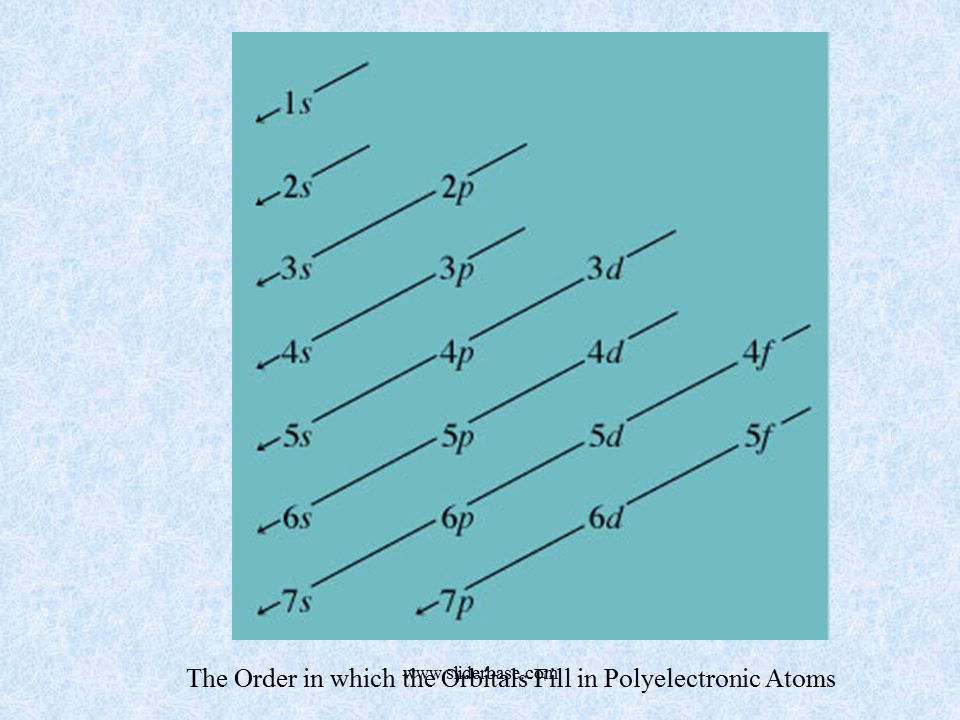 1s
2s 2p
3s 3p 3d
4s 4p 4d 4f
5s 5p 5d 5f
6s 6p 6d
7s 7p
The Order in which the Orbitals Fill in Polyelectronic Atoms
www.sliderbase.com